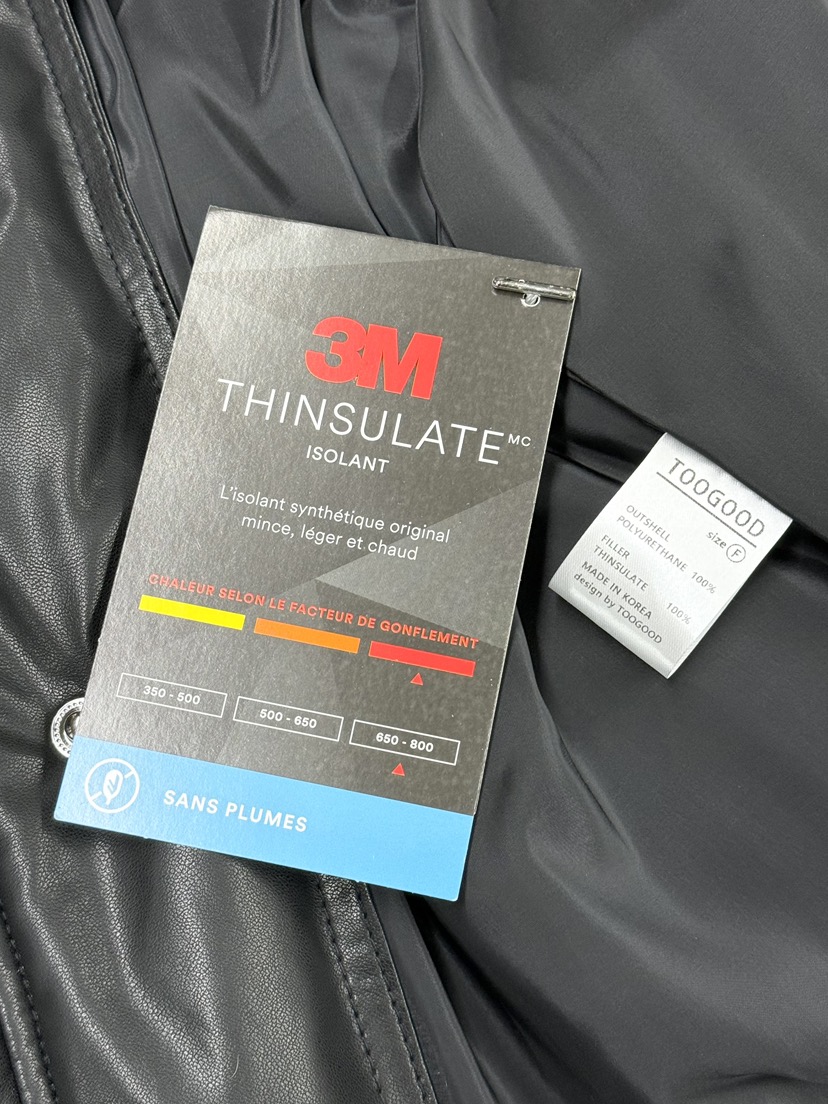 3M
THINSULATE MC
ISOLANT
L'isolant synthétique original
mince, léger et chaud
CHALEUR SELON LE FACTEUR DE GONFLEMENT
350 - 500
500 - 650
650 - 800
SANS PLUMES
TOOGOOD
size F
OUTSHELL
POLYURETHANE 100%
FILLER
THINSULATE 100%
MADE IN KOREA
design by TOOGOOD